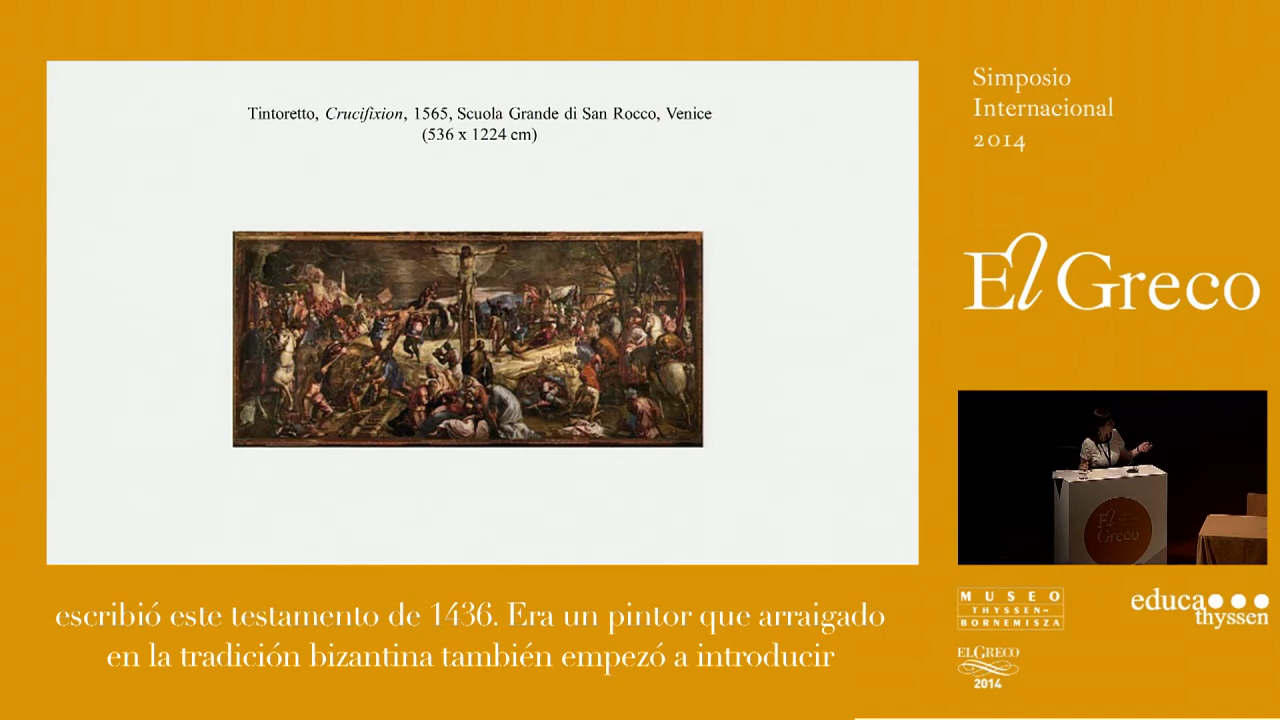 Tintoretto, Crucifixion, 1565, Scuola Grande di San Rocco, Venice
(536 x 1224 cm)
Simposio
Internacional
2014
El Greco
El
Greco
escribió este testamento de 1436. Era un pintor que arraigado
en la tradición bizantina también empezó a introducir
MUSEO
THYSSEN-
BORNEMISZA
educa
thyssen
EL GRECO
2014